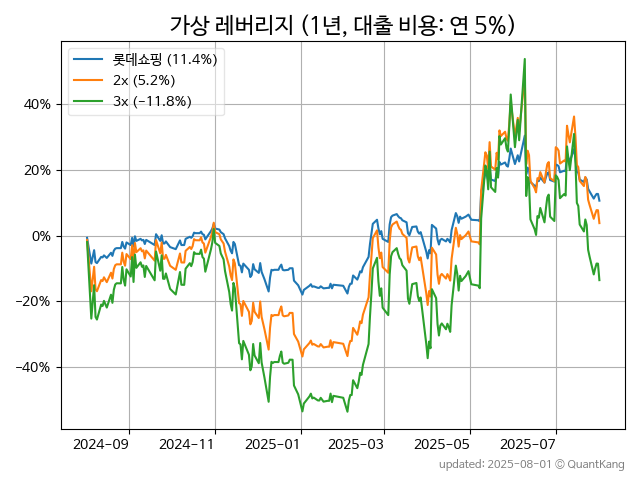 가상 레버리지 (1년, 대출 비용: 연 5%)
롯데쇼핑 (11.4%)
2x (5.2%)
3x (−11.8%)
40%
20%
0%
−20%
−40%
2024-09 2024-11 2025-01 2025-03 2025-05 2025-07
updated: 2025-08-01 © QuantKang